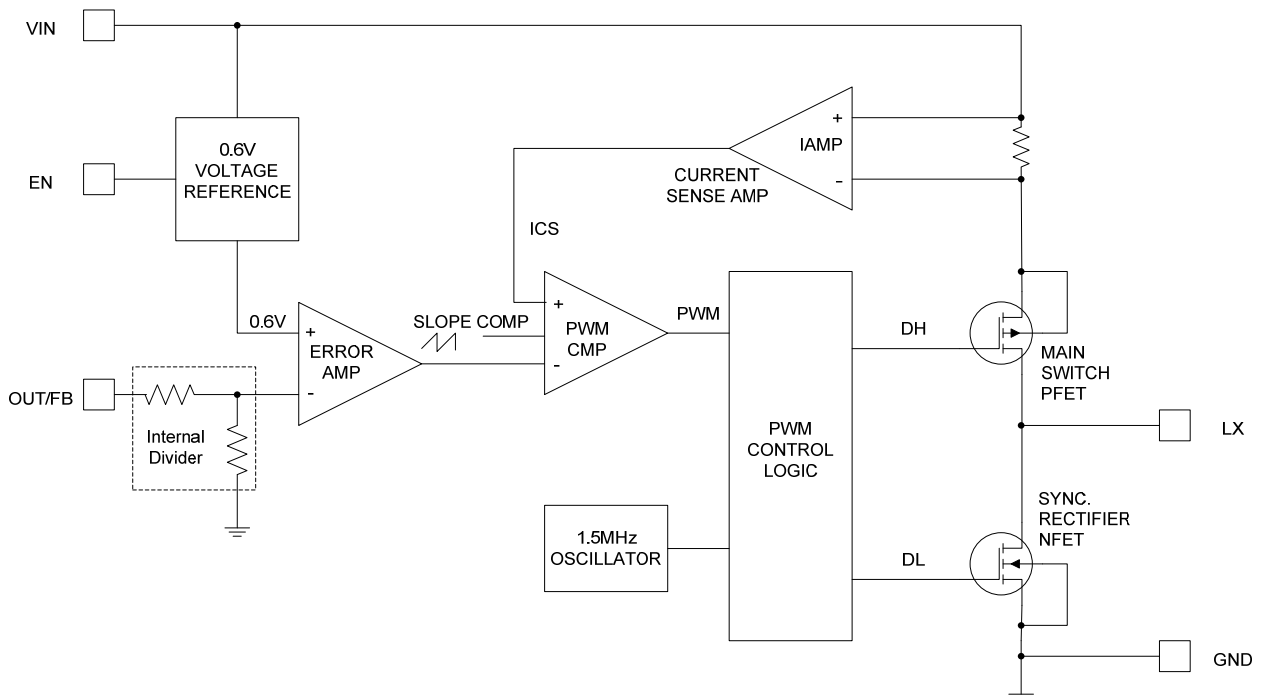 VIN
0.6V
VOLTAGE
REFERENCE
EN
+
IAMP
-
CURRENT
SENSE AMP
ICS
0.6V
+
ERROR
AMP
-
SLOPE COMP
+
PWM
CMP
-
PWM
DH
MAIN
SWITCH
PFET
OUT/FB
Internal
Divider
PWM
CONTROL
LOGIC
LX
1.5MHz
OSCILLATOR
SYNC.
RECTIFIER
NFET
DL
GND